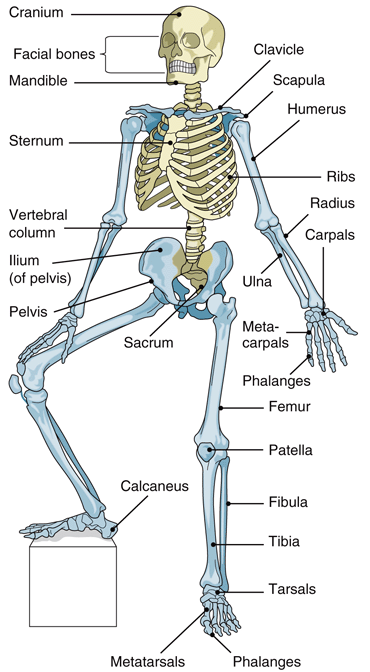 Cranium
Facial bones
Mandible
Clavicle
Scapula
Humerus
Sternum
Ribs
Radius
Vertebral
column
Carpals
Ilium
(of pelvis)
Ulna
Pelvis
Sacrum
Meta-
carpals
Phalanges
Femur
Patella
Calcaneus
Fibula
Tibia
Tarsals
Metatarsals
Phalanges